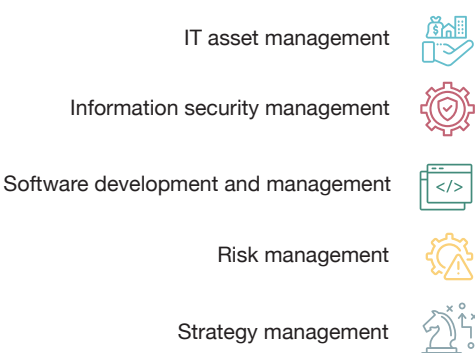 IT asset management
Information security management
Software development and management
</>
Risk management
Strategy management